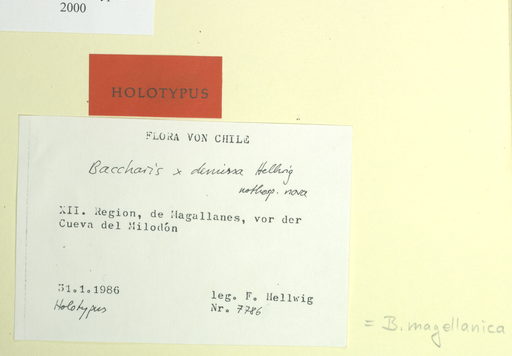 2000
HOLOTYPUS
FLORA VON CHILE
Baccharis x demissa Hellwig
nothosp. nova
XII. Region, de Magallanes, vor der
Cueva del Milodón
31.1.1986
leg. F. Hellwig
Holotypus
Nr. 7786
= B. magellanica